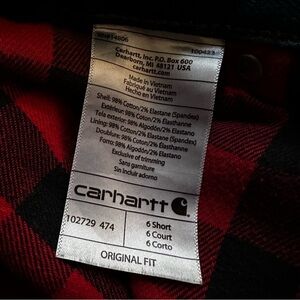 Carhartt, Inc. P.O. Box 600
Dearborn, MI 48121 USA
carhartt.com
Made in Vietnam
Fabriqué au Vietnam
Hecho en Vietnam
Shell: 98% Cotton/2% Elastane (Spandex)
Extérieur: 98% Coton/2% Élasthanne
Tela exterior: 98% Algodón/2% Elastano
Lining: 98% Cotton/2% Elastane (Spandex)
Doublure: 98% Coton/2% Élasthanne
Forro: 98% Algodón/2% Elastano
Exclusive of trimming
Sans garniture
Sin incluir adorno
carhartt
102729 474
6 Short
6 Court
6 Corto
ORIGINAL FIT